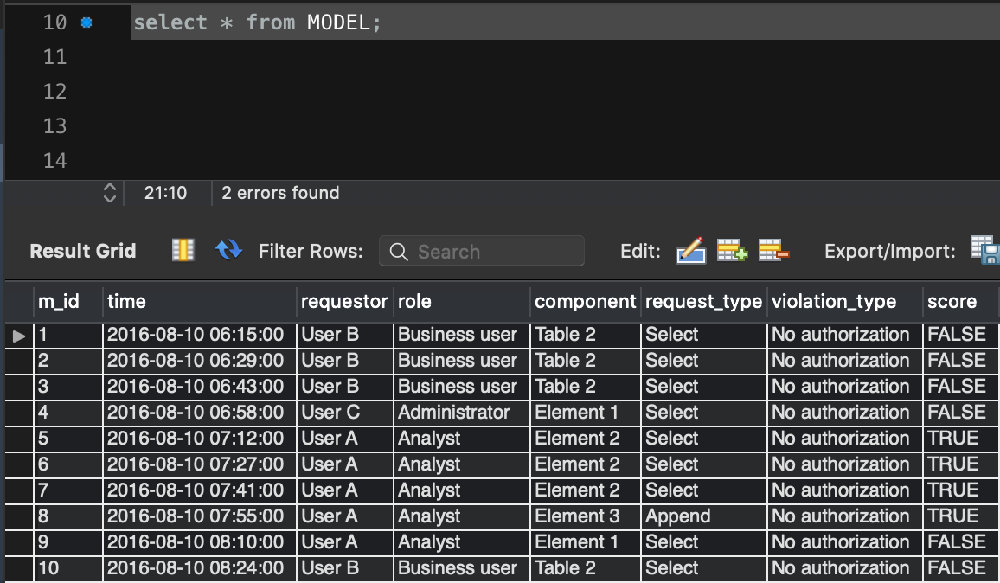 10 select * from MODEL;
11
12
13
14
21:10 2 errors found
Result Grid Filter Rows: Search Edit: Export/Import:
m_id time requestor role component request_type violation_type score
1 2016-08-10 06:15:00 User B Business user Table 2 Select No authorization FALSE
2 2016-08-10 06:29:00 User B Business user Table 2 Select No authorization FALSE
3 2016-08-10 06:43:00 User B Business user Table 2 Select No authorization FALSE
4 2016-08-10 06:58:00 User C Administrator Element 1 Select No authorization FALSE
5 2016-08-10 07:12:00 User A Analyst Element 2 Select No authorization TRUE
6 2016-08-10 07:27:00 User A Analyst Element 2 Select No authorization TRUE
7 2016-08-10 07:41:00 User A Analyst Element 2 Select No authorization TRUE
8 2016-08-10 07:55:00 User A Analyst Element 3 Append No authorization TRUE
9 2016-08-10 08:10:00 User A Analyst Element 1 Select No authorization FALSE
10 2016-08-10 08:24:00 User B Business user Table 2 Select No authorization FALSE